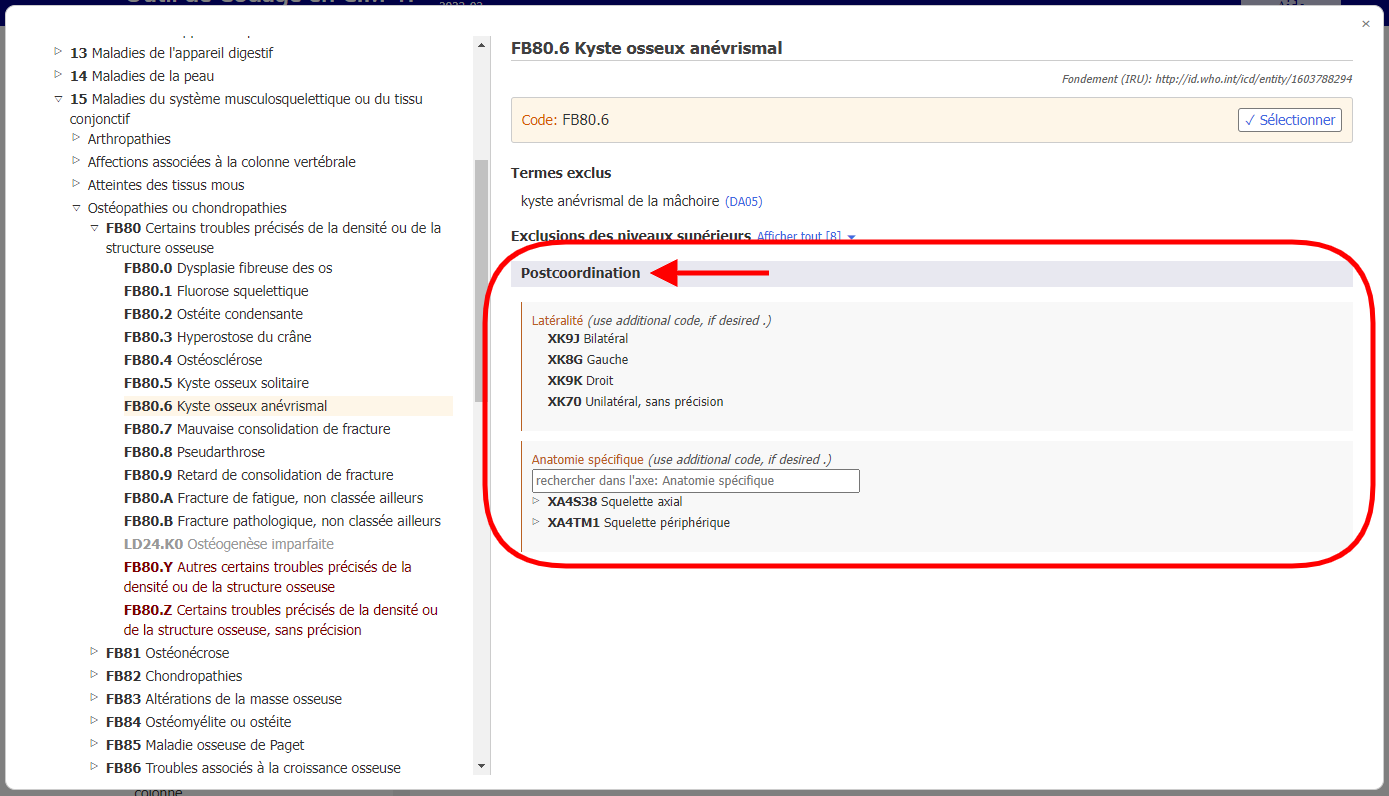 ×
13 Maladies de l'appareil digestif
14 Maladies de la peau
15 Maladies du système musculosquelettique ou du tissu
conjonctif
Arthropathies
Affections associées à la colonne vertébrale
Atteintes des tissus mous
Ostéopathies ou chondropathies
FB80 Certains troubles précisés de la densité ou de la
structure osseuse
FB80.0 Dysplasie fibreuse des os
FB80.1 Fluorose squelettique
FB80.2 Ostéite condensante
FB80.3 Hyperostose du crâne
FB80.4 Ostéosclérose
FB80.5 Kyste osseux solitaire
FB80.6 Kyste osseux anévrismal
FB80.7 Mauvaise consolidation de fracture
FB80.8 Pseudarthrose
FB80.9 Retard de consolidation de fracture
FB80.A Fracture de fatigue, non classée ailleurs
FB80.B Fracture pathologique, non classée ailleurs
LD24.K0 Ostéogenèse imparfaite
FB80.Y Autres certains troubles précisés de la
densité ou de la structure osseuse
FB80.Z Certains troubles précisés de la densité ou
de la structure osseuse, sans précision
FB81 Ostéonécrose
FB82 Chondropathies
FB83 Altérations de la masse osseuse
FB84 Ostéomyélite ou ostéite
FB85 Maladie osseuse de Paget
FB86 Troubles associés à la croissance osseuse
colonne
FB80.6 Kyste osseux anévrismal
Fondement (IRU): http://id.who.int/icd/entity/1603788294
Code: FB80.6
✓ Sélectionner
Termes exclus
kyste anévrismal de la mâchoire (DA05)
Exclusions des niveaux supérieurs Afficher tout [8]
Postcoordination
Latéralité (use additional code, if desired .)
XK9J Bilatéral
XK8G Gauche
XK9K Droit
XK70 Unilatéral, sans précision
Anatomie spécifique (use additional code, if desired .)
rechercher dans l'axe: Anatomie spécifique
XA4S38 Squelette axial
XA4TM1 Squelette périphérique